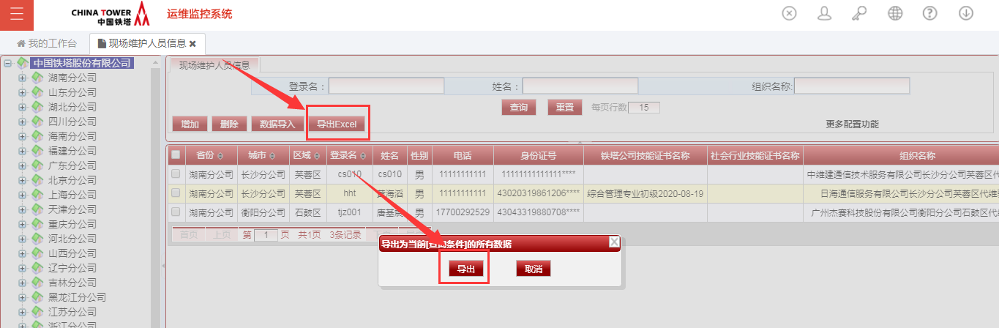 CHINA TOWER
中国铁塔
运维监控系统
我的工作台
现场维护人员信息
中国铁塔股份有限公司
湖南分公司
山东分公司
湖北分公司
四川分公司
海南分公司
福建分公司
广东分公司
北京分公司
上海分公司
天津分公司
重庆分公司
河北分公司
山西分公司
辽宁分公司
吉林分公司
黑龙江分公司
江苏分公司
浙江分公司
现场维护人员信息
登录名： 姓名： 组织名称:
查询 重置 每页行数 15
增加 删除 数据导入 导出Excel 更多配置功能
省份 城市 区域 登录名 姓名 性别 电话 身份证号 铁塔公司技能证书名称 社会行业技能证书名称 组织名称
湖南分公司 长沙分公司 芙蓉区 cs010 cs010 男 11111111111 11111111111111**** 中维建通信技术服务有限公司长沙分公司芙蓉区代
湖南分公司 长沙分公司 芙蓉区 hht 黄海滔 男 11111111111 43020319861206**** 综合管理专业初级2020-08-19 日海通信服务有限公司长沙分公司芙蓉区代维
湖南分公司 衡阳分公司 石鼓区 tjz001 唐基 男 17700292529 43043319880708**** 广州杰赛科技股份有限公司衡阳分公司石鼓区代
首页 上页 第 1 页 共1页 3条记录 下
导出为当前[查询条件]的所有数据
导出 取消